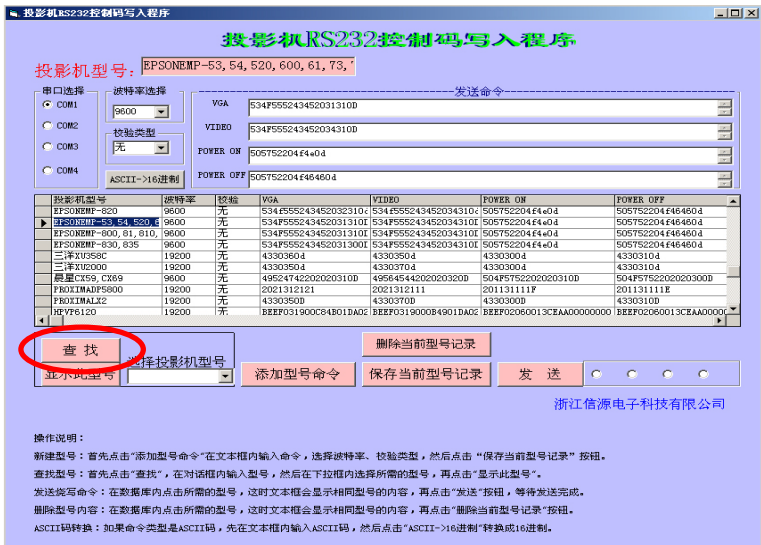 投影机RS232控制码写入程序
投影机RS232控制码写入程序
投影机型号: EPSONEMP-53,54,520,600,61,73,
串口选择 波特率选择 发送命令
COM1 9600 VGA 534F555243452031310D
COM2 校验类型 VIDEO 534F555243452034310D
COM3 无 POWER ON 505752204f4e0d
COM4 ASCII->16进制 POWER OFF 505752204f46460d
投影机型号 波特率 校验 VGA VIDEO POWER ON POWER OFF
EPSONEMP-820 9600 无 534f555243452032310d 534f555243452034310d 505752204f4e0d 505752204f46460d
EPSONEMP-53,54,520,6 9600 无 534F555243452031310D 534F555243452034310D 505752204f4e0d 505752204f46460d
EPSONEMP-800,81,810, 9600 无 534F555243452031310D 534F555243452034310D 505752204f4e0d 505752204f46460d
EPSONEMP-830,835 9600 无 534F555243452031300D 534F555243452034310D 505752204f4e0d 505752204f46460d
三洋XU358C 19200 无 4330360d 4330350d 4330300d 4330310d
三洋XU2000 19200 无 4330350d 4330370d 4330300d 4330310d
晨星CX59,CX69 9600 无 49524742202020310D 49564544202020320D 504F5752202020310D 504F5752202020300D
PROXIMADP5800 19200 无 2021312121 2021312111 201131111F 201131111E
PROXIMALX2 19200 无 4330350D 4330370D 4330300D 4330310D
HPVP6120 19200 无 BEEF031900C84B01DA02 BEEF0319000B4901DA02 BEEF02060013CEAA00000000 BEEF02060013CEAA0000
查 找 删除当前型号记录
显示此型号 选择投影机型号 添加型号命令 保存当前型号记录 发 送
浙江信源电子科技有限公司
操作说明：
新建型号：首先点击"添加型号命令"在文本框内输入命令，选择波特率、校验类型，然后点击“保存当前型号记录”按钮。
查找型号：首先点击"查找"，在对话框内输入型号，然后在下拉框内选择所需的型号，再点击"显示此型号"。
发送烧写命令：在数据库内点击所需的型号，这时文本框会显示相同型号的内容，再点击"发送"按钮，等待发送完成。
删除型号内容：在数据库内点击所需的型号，这时文本框会显示相同型号的内容，再点击"删除当前型号记录"按钮。
ASCII码转换：如果命令类型是ASCII码，先在文本框内输入ASCII码，然后点击"ASCII->16进制"转换成16进制。